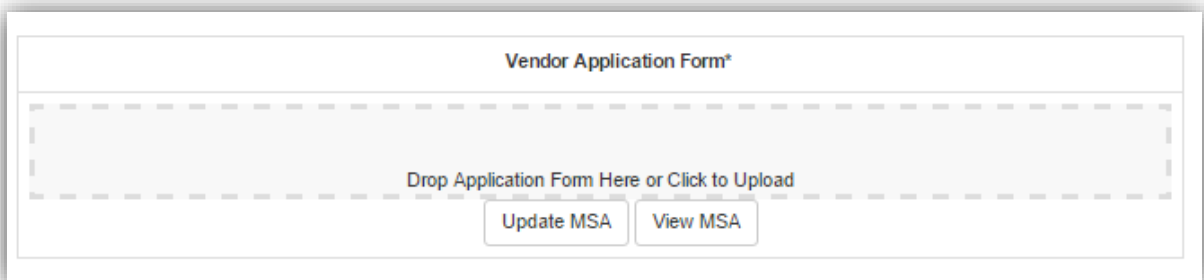 Vendor Application Form*
Drop Application Form Here or Click to Upload
Update MSA View MSA